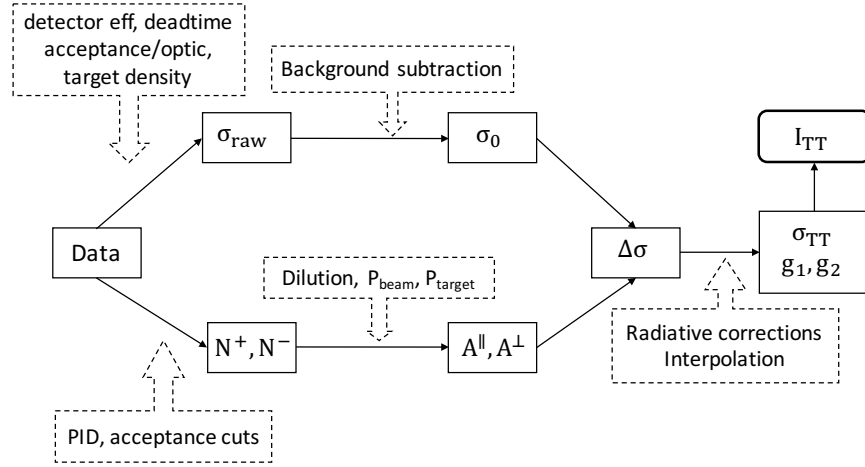 detector eff, deadtime
acceptance/optic,
target density
Background subtraction
σ_raw
σ_0
I_TT
Data
Δσ
σ_TT
g_1, g_2
Dilution, P_beam, P_target
N^+, N^−
A^∥, A^⊥
Radiative corrections
Interpolation
PID, acceptance cuts